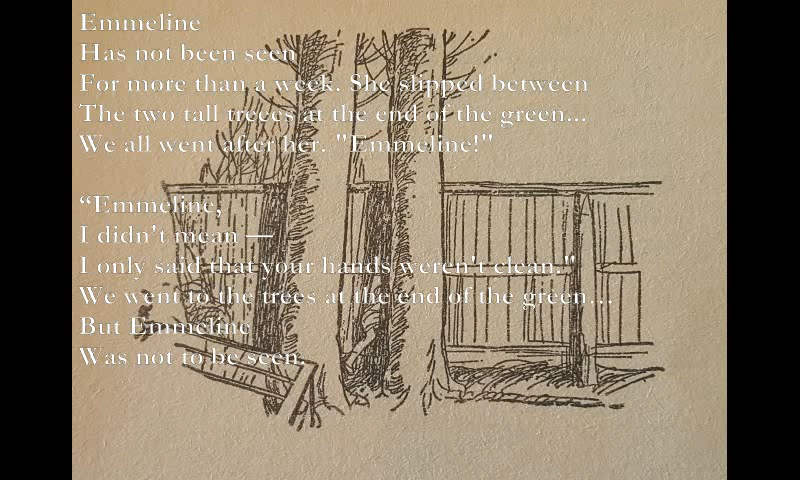 Emmeline
Has not been seen
For more than a week. She slipped between
The two tall treees at the end of the green...
We all went after her. "Emmeline!"
“Emmeline,
I didn't mean —
I only said that your hands weren't clean."
We went to the trees at the end of the green...
But Emmeline
Was not to be seen.